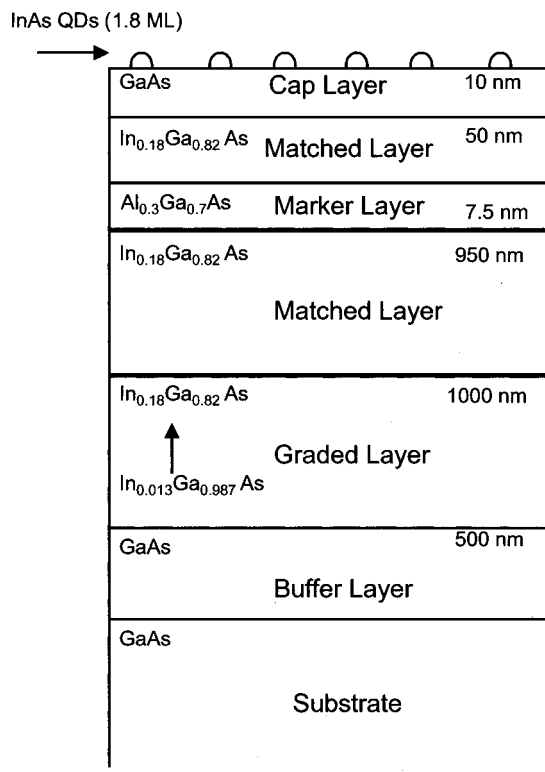 InAs QDs (1.8 ML)
GaAs
Cap Layer
10 nm
In0.18Ga0.82 As
Matched Layer
50 nm
Al0.3Ga0.7As
Marker Layer
7.5 nm
In0.18Ga0.82 As
950 nm
Matched Layer
In0.18Ga0.82 As
1000 nm
Graded Layer
In0.013Ga0.987 As
GaAs
500 nm
Buffer Layer
GaAs
Substrate